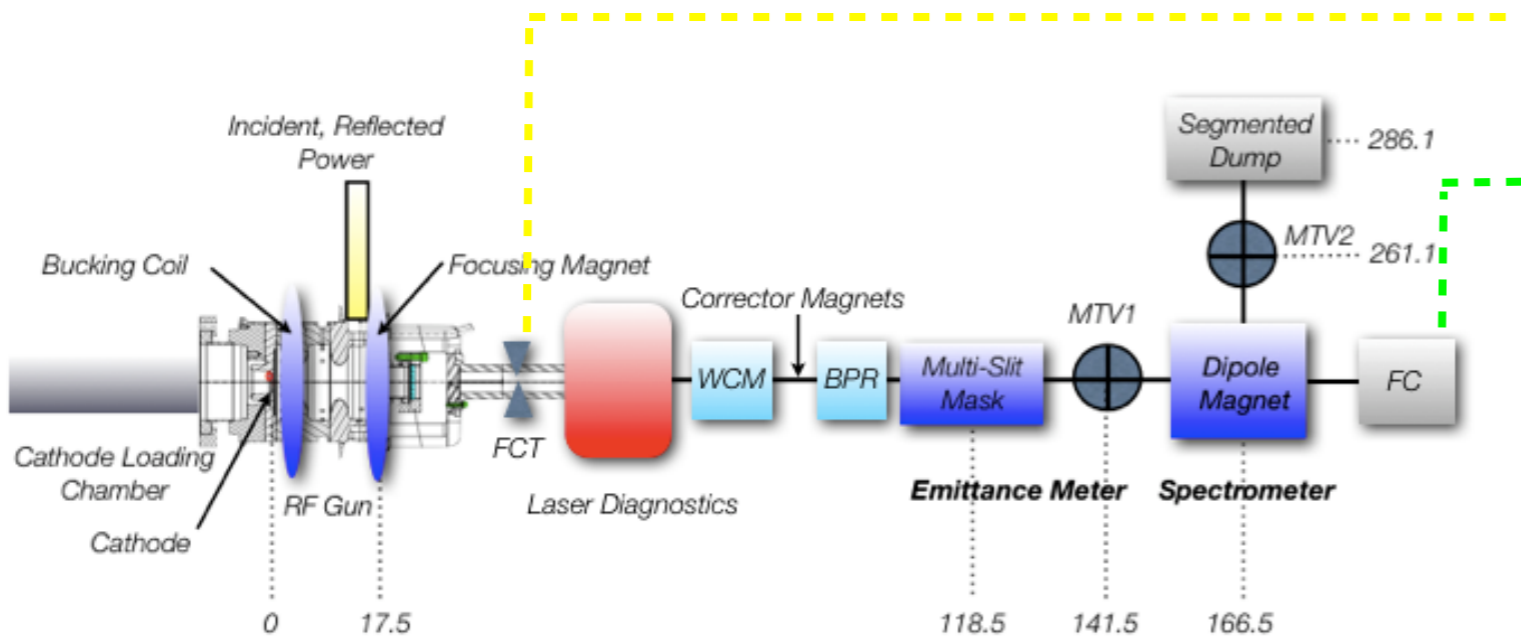 Incident, Reflected
Power
Segmented
Dump
286.1
Bucking Coil
Focusing Magnet
MTV2
261.1
Corrector Magnets
MTV1
WCM
BPR
Multi-Slit
Mask
Dipole
Magnet
FC
FCT
Cathode Loading
Chamber
RF Gun
Laser Diagnostics
Emittance Meter
Spectrometer
Cathode
0
17.5
118.5
141.5
166.5